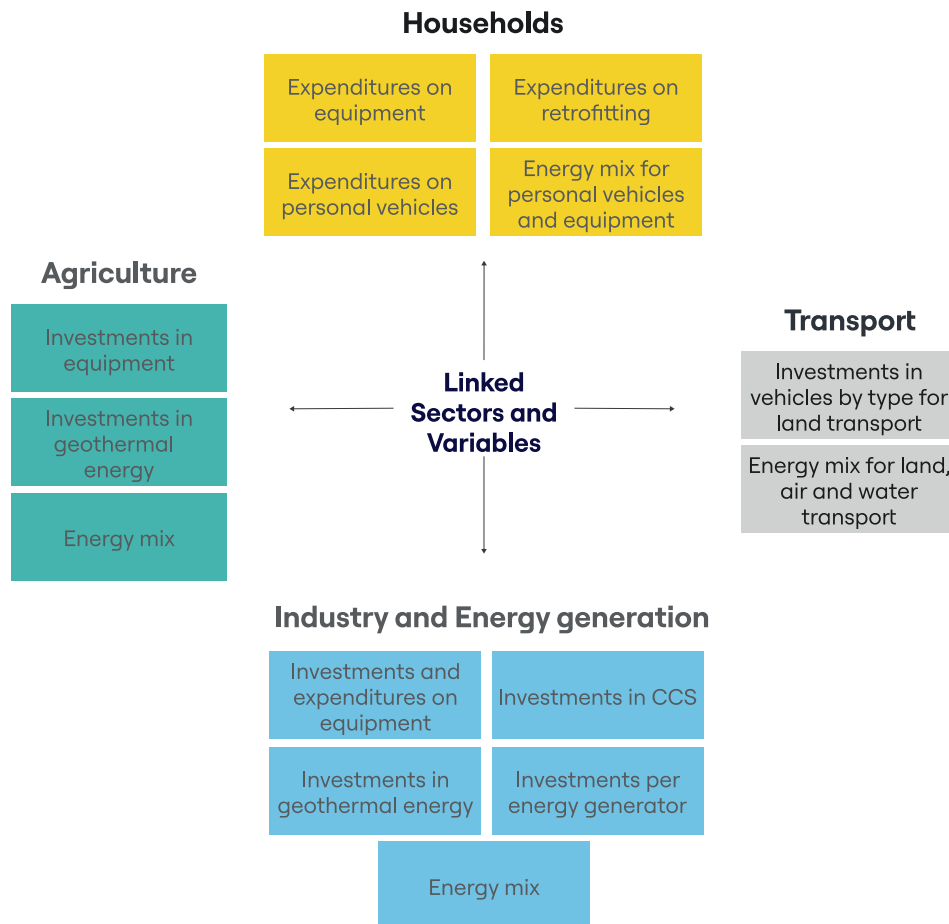 Households
Expenditures on
equipment
Expenditures on
retrofitting
Expenditures on
personal vehicles
Energy mix for
personal vehicles
and equipment
Agriculture
Investments in
equipment
Investments in
geothermal
energy
Energy mix
Linked
Sectors and
Variables
Transport
Investments in
vehicles by type for
land transport
Energy mix for land,
air and water
transport
Industry and Energy generation
Investments and
expenditures on
equipment
Investments in CCS
Investments in
geothermal energy
Investments per
energy generator
Energy mix